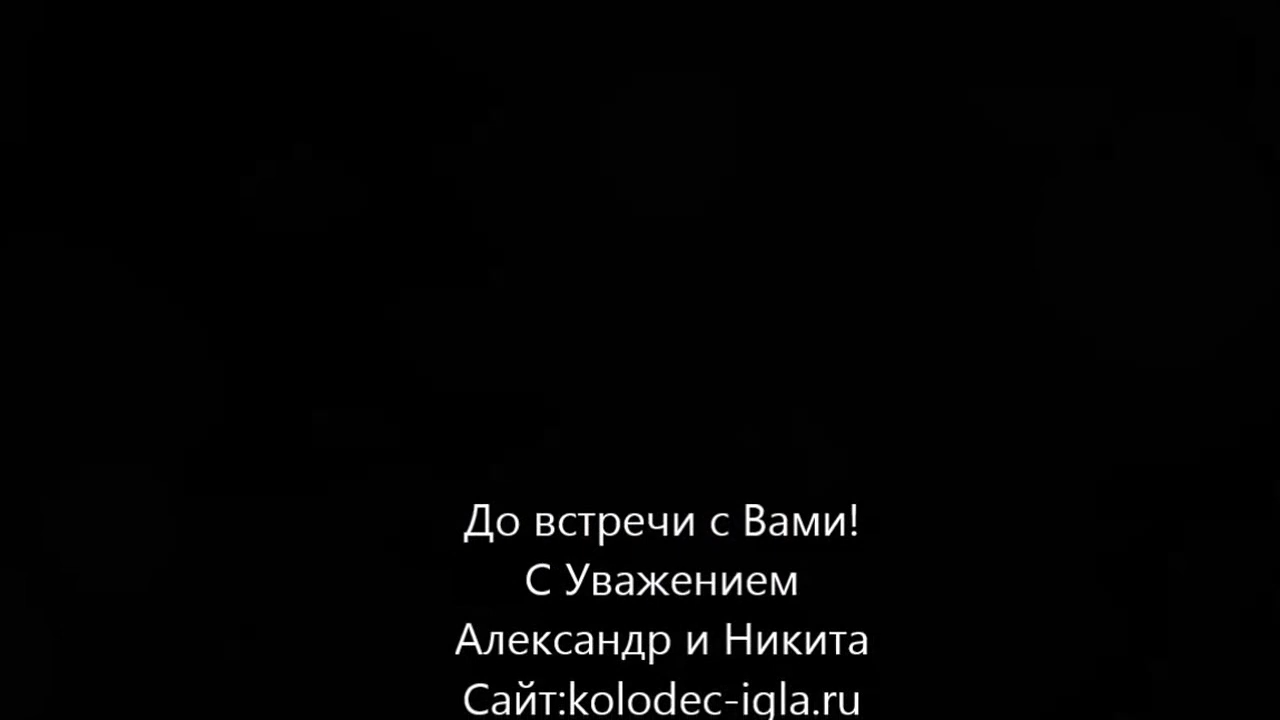 До встречи с Вами!
С Уважением
Александр и Никита
Сайт:kolodec-igla.ru